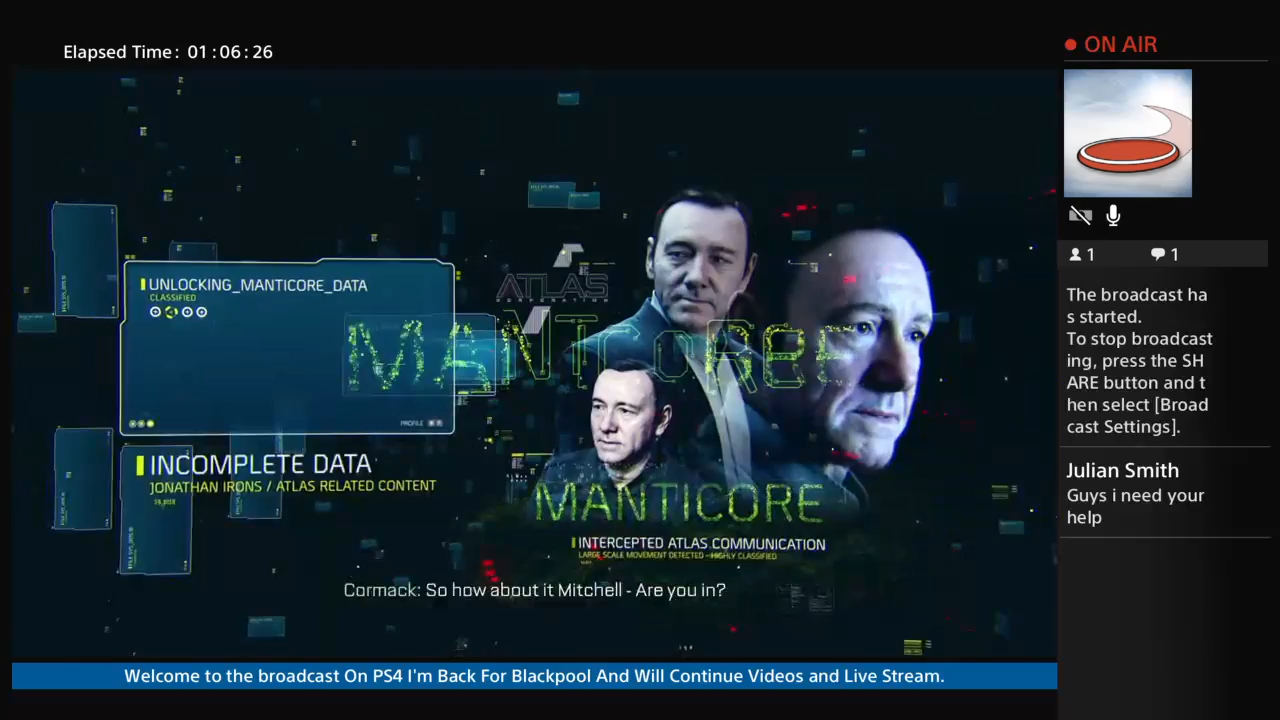 Elapsed Time: 01:06:26
ON AIR
1
1
The broadcast ha
s started.
To stop broadcast
ing, press the SH
ARE button and t
hen select [Broad
cast Settings].
Julian Smith
Guys i need your
help
UNLOCKING_MANTICORE_DATA
CLASSIFIED
PROFILE
ATLAS
CORPORATION
MANTICORE
INCOMPLETE DATA
JONATHAN IRONS / ATLAS RELATED CONTENT
MANTICORE
INTERCEPTED ATLAS COMMUNICATION
LARGE SCALE MOVEMENT DETECTED - HIGHLY CLASSIFIED
Cormack: So how about it Mitchell - Are you in?
Welcome to the broadcast On PS4 I'm Back For Blackpool And Will Continue Videos and Live Stream.